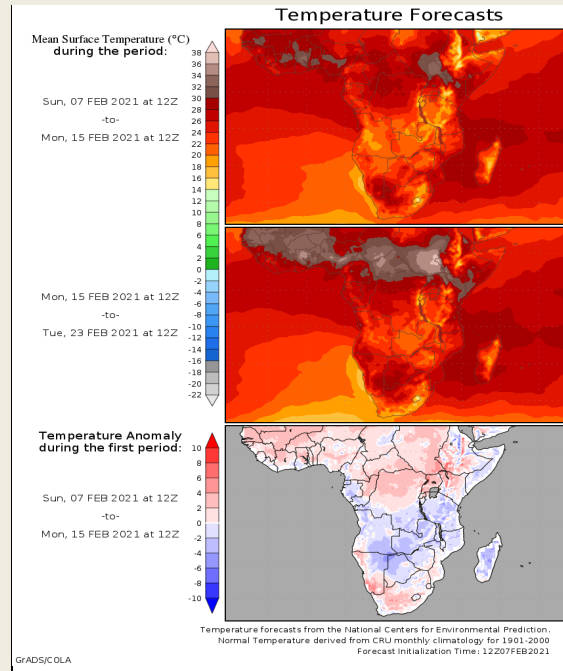 Temperature Forecasts
Mean Surface Temperature (°C)
during the period:
Sun, 07 FEB 2021 at 12Z
-to-
Mon, 15 FEB 2021 at 12Z
38
36
34
32
30
28
26
24
22
20
18
16
14
12
10
8
6
4
2
0
-2
-4
-6
-8
-10
-12
-14
-16
-18
-20
-22
Mon, 15 FEB 2021 at 12Z
-to-
Tue, 23 FEB 2021 at 12Z
Temperature Anomaly
during the first period:
Sun, 07 FEB 2021 at 12Z
-to-
Mon, 15 FEB 2021 at 12Z
10
8
6
4
2
0
-2
-4
-6
-8
-10
Temperature forecasts from the National Centers for Environmental Prediction.
Normal Temperature derived from CRU monthly climatology for 1901-2000
Forecast Initialization Time: 12Z07FEB2021
GrADS/COLA